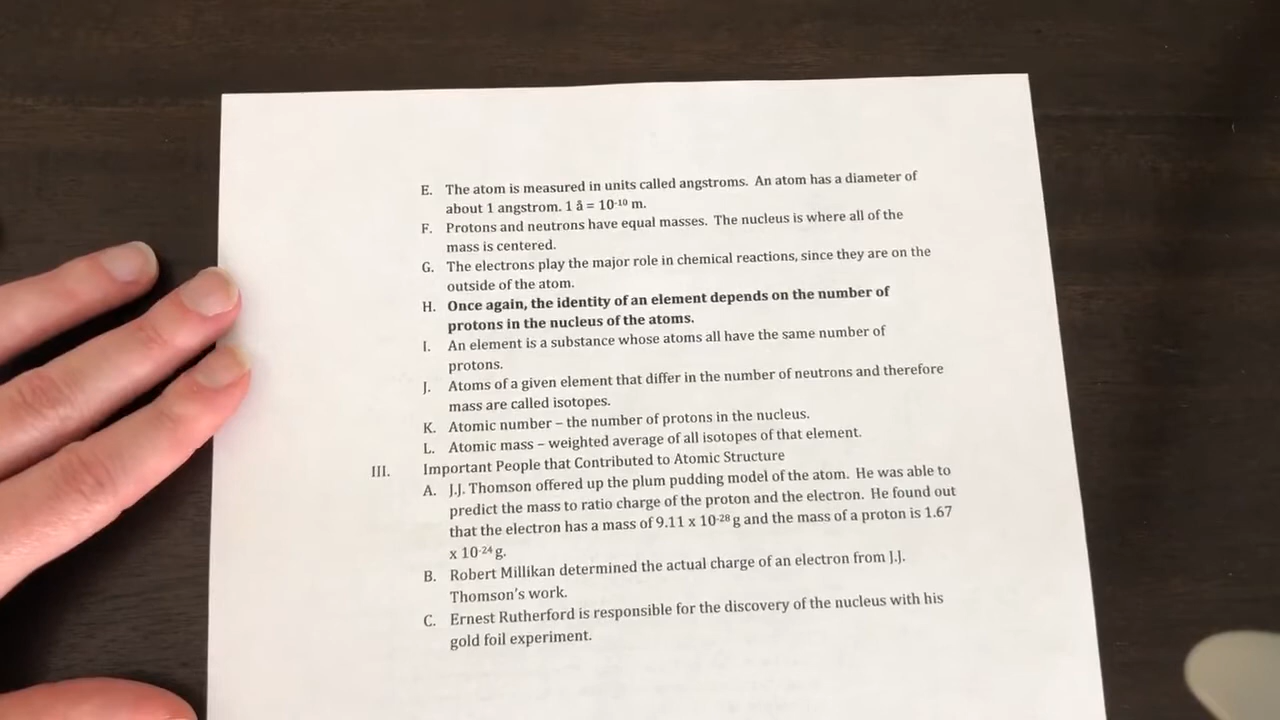 E. The atom is measured in units called angstroms. An atom has a diameter of
about 1 angstrom. 1 å = 10⁻¹⁰ m.
F. Protons and neutrons have equal masses. The nucleus is where all of the
mass is centered.
G. The electrons play the major role in chemical reactions, since they are on the
outside of the atom.
H. Once again, the identity of an element depends on the number of
protons in the nucleus of the atoms.
I. An element is a substance whose atoms all have the same number of
protons.
J. Atoms of a given element that differ in the number of neutrons and therefore
mass are called isotopes.
K. Atomic number – the number of protons in the nucleus.
L. Atomic mass – weighted average of all isotopes of that element.
III. Important People that Contributed to Atomic Structure
A. J.J. Thomson offered up the plum pudding model of the atom. He was able to
predict the mass to ratio charge of the proton and the electron. He found out
that the electron has a mass of 9.11 x 10⁻²⁸ g and the mass of a proton is 1.67
x 10⁻²⁴ g.
B. Robert Millikan determined the actual charge of an electron from J.J.
Thomson's work.
C. Ernest Rutherford is responsible for the discovery of the nucleus with his
gold foil experiment.